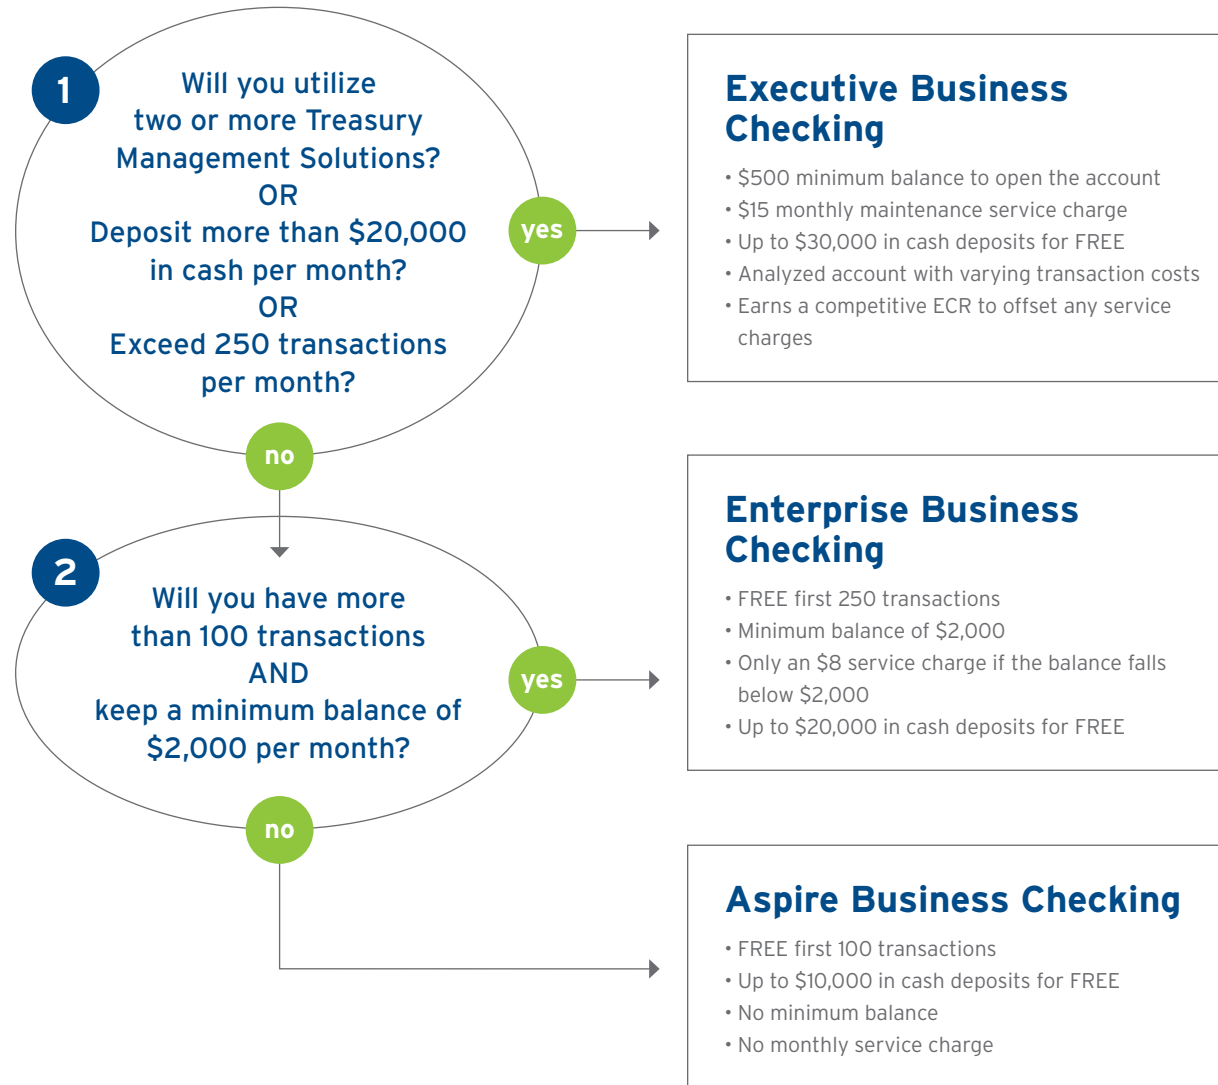 1
Will you utilize
two or more Treasury
Management Solutions?
OR
Deposit more than $20,000
in cash per month?
OR
Exceed 250 transactions
per month?
yes
no
Executive Business
Checking
• $500 minimum balance to open the account
• $15 monthly maintenance service charge
• Up to $30,000 in cash deposits for FREE
• Analyzed account with varying transaction costs
• Earns a competitive ECR to offset any service
charges
2
Will you have more
than 100 transactions
AND
keep a minimum balance of
$2,000 per month?
yes
no
Enterprise Business
Checking
• FREE first 250 transactions
• Minimum balance of $2,000
• Only an $8 service charge if the balance falls
below $2,000
• Up to $20,000 in cash deposits for FREE
Aspire Business Checking
• FREE first 100 transactions
• Up to $10,000 in cash deposits for FREE
• No minimum balance
• No monthly service charge